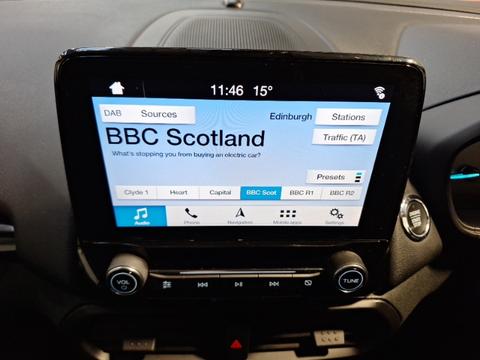 11:46 15°
DAB Sources
Edinburgh Stations
BBC Scotland
Traffic (TA)
What's stopping you from buying an electric car?
Presets
Clyde 1 Heart Capital BBC Scot BBC R1 BBC R2
Audio Phone Navigation Mobile apps Settings
VOL TUNE